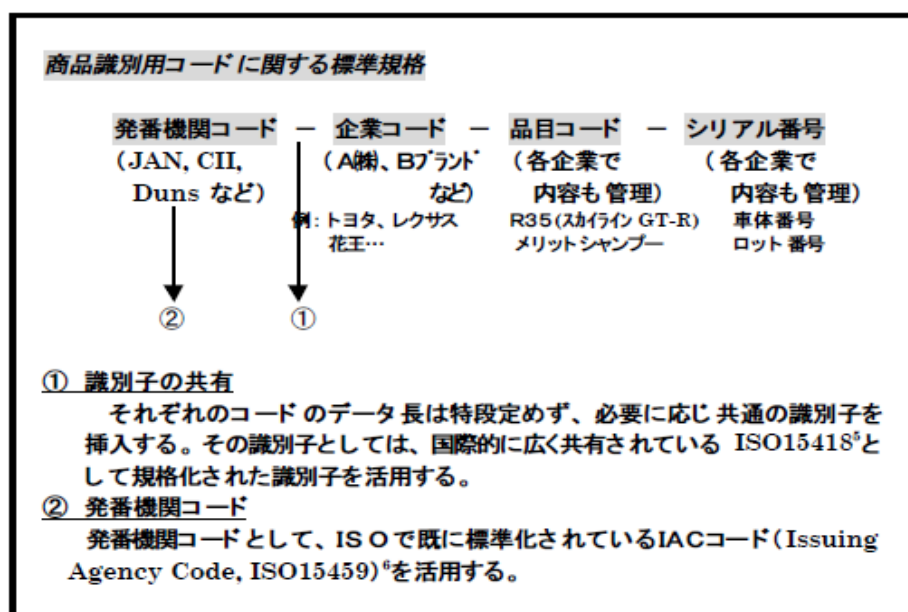 商品識別用コードに関する標準規格
発番機関コード － 企業コード － 品目コード － シリアル番号
（JAN, CII, （A㈱、Bﾌﾞﾗﾝﾄﾞ （各企業で （各企業で
Duns など） など） 内容も管理） 内容も管理）
例：トヨタ、レクサス R35(ｽｶｲﾗｲﾝ GT-R) 車体番号
花王… メリットシャンプー ロット番号
② ①
① 識別子の共有
それぞれのコードのデータ長は特段定めず、必要に応じ共通の識別子を
挿入する。その識別子としては、国際的に広く共有されている ISO15418⁵と
して規格化された識別子を活用する。
② 発番機関コード
発番機関コードとして、ISOで既に標準化されているIACコード（Issuing
Agency Code, ISO15459）⁶を活用する。